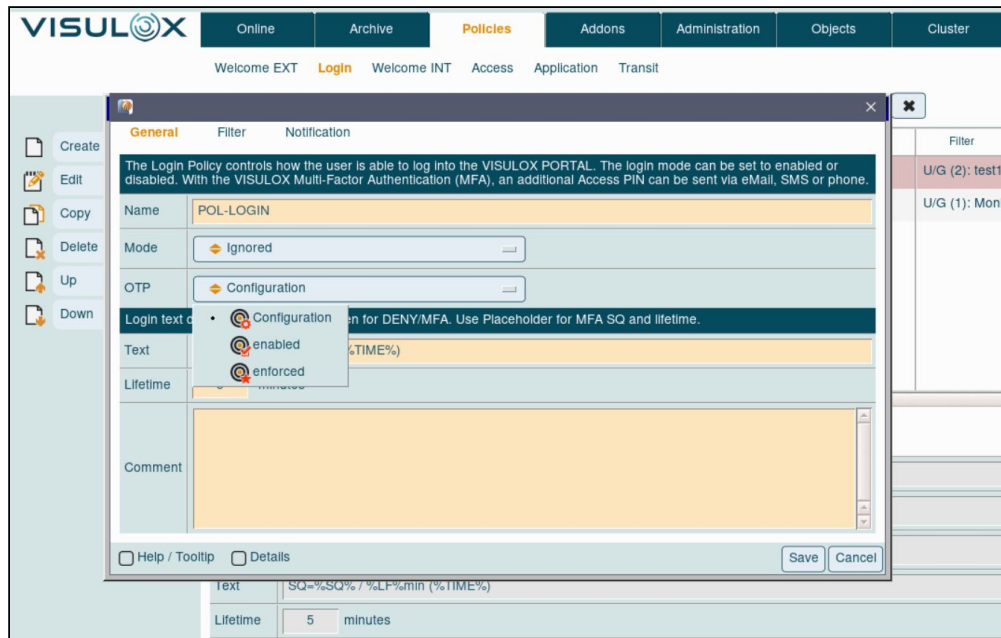 VISULOX
Online Archive Policies Addons Administration Objects Cluster
Welcome EXT Login Welcome INT Access Application Transit
General Filter Notification
Filter
Create
Edit
Copy
Delete
Up
Down
The Login Policy controls how the user is able to log into the VISULOX PORTAL. The login mode can be set to enabled or
disabled. With the VISULOX Multi-Factor Authentication (MFA), an additional Access PIN can be sent via eMail, SMS or phone.
U/G (2): test1
Name POL-LOGIN
U/G (1): Mon
Mode Ignored
OTP Configuration
Configuration
enabled
enforced
Login text d n for DENY/MFA. Use Placeholder for MFA SQ and lifetime.
Text %TIME%)
Lifetime minutes
Comment
Help / Tooltip Details Save Cancel
Text SQ=%SQ% / %LF%min (%TIME%)
Lifetime 5 minutes